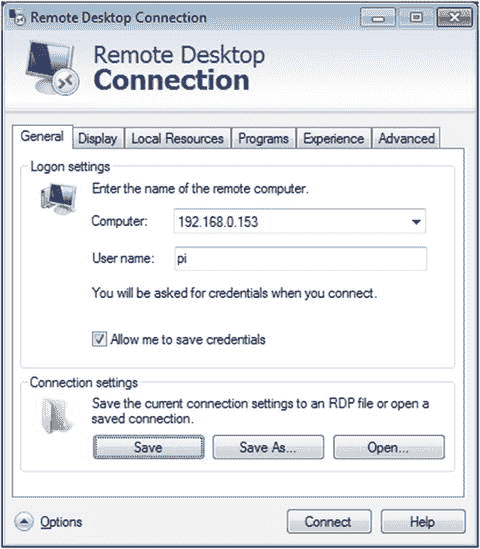 Remote Desktop Connection
Remote Desktop
Connection
General Display Local Resources Programs Experience Advanced
Logon settings
Enter the name of the remote computer.
Computer: 192.168.0.153
User name: pi
You will be asked for credentials when you connect.
Allow me to save credentials
Connection settings
Save the current connection settings to an RDP file or open a
saved connection.
Save Save As... Open...
Options Connect Help